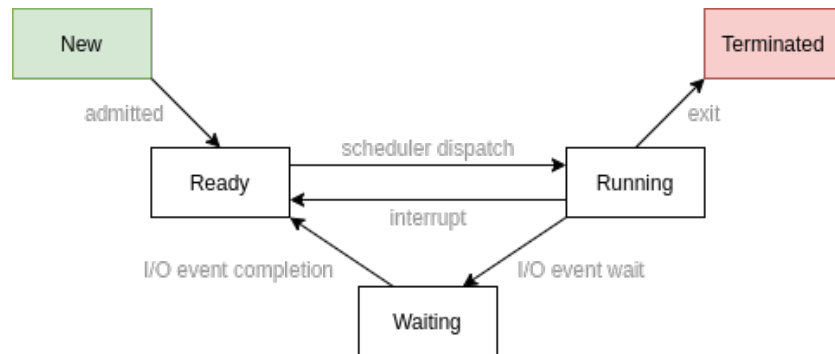 New
Terminated
admitted
exit
scheduler dispatch
Ready
Running
interrupt
I/O event completion
I/O event wait
Waiting